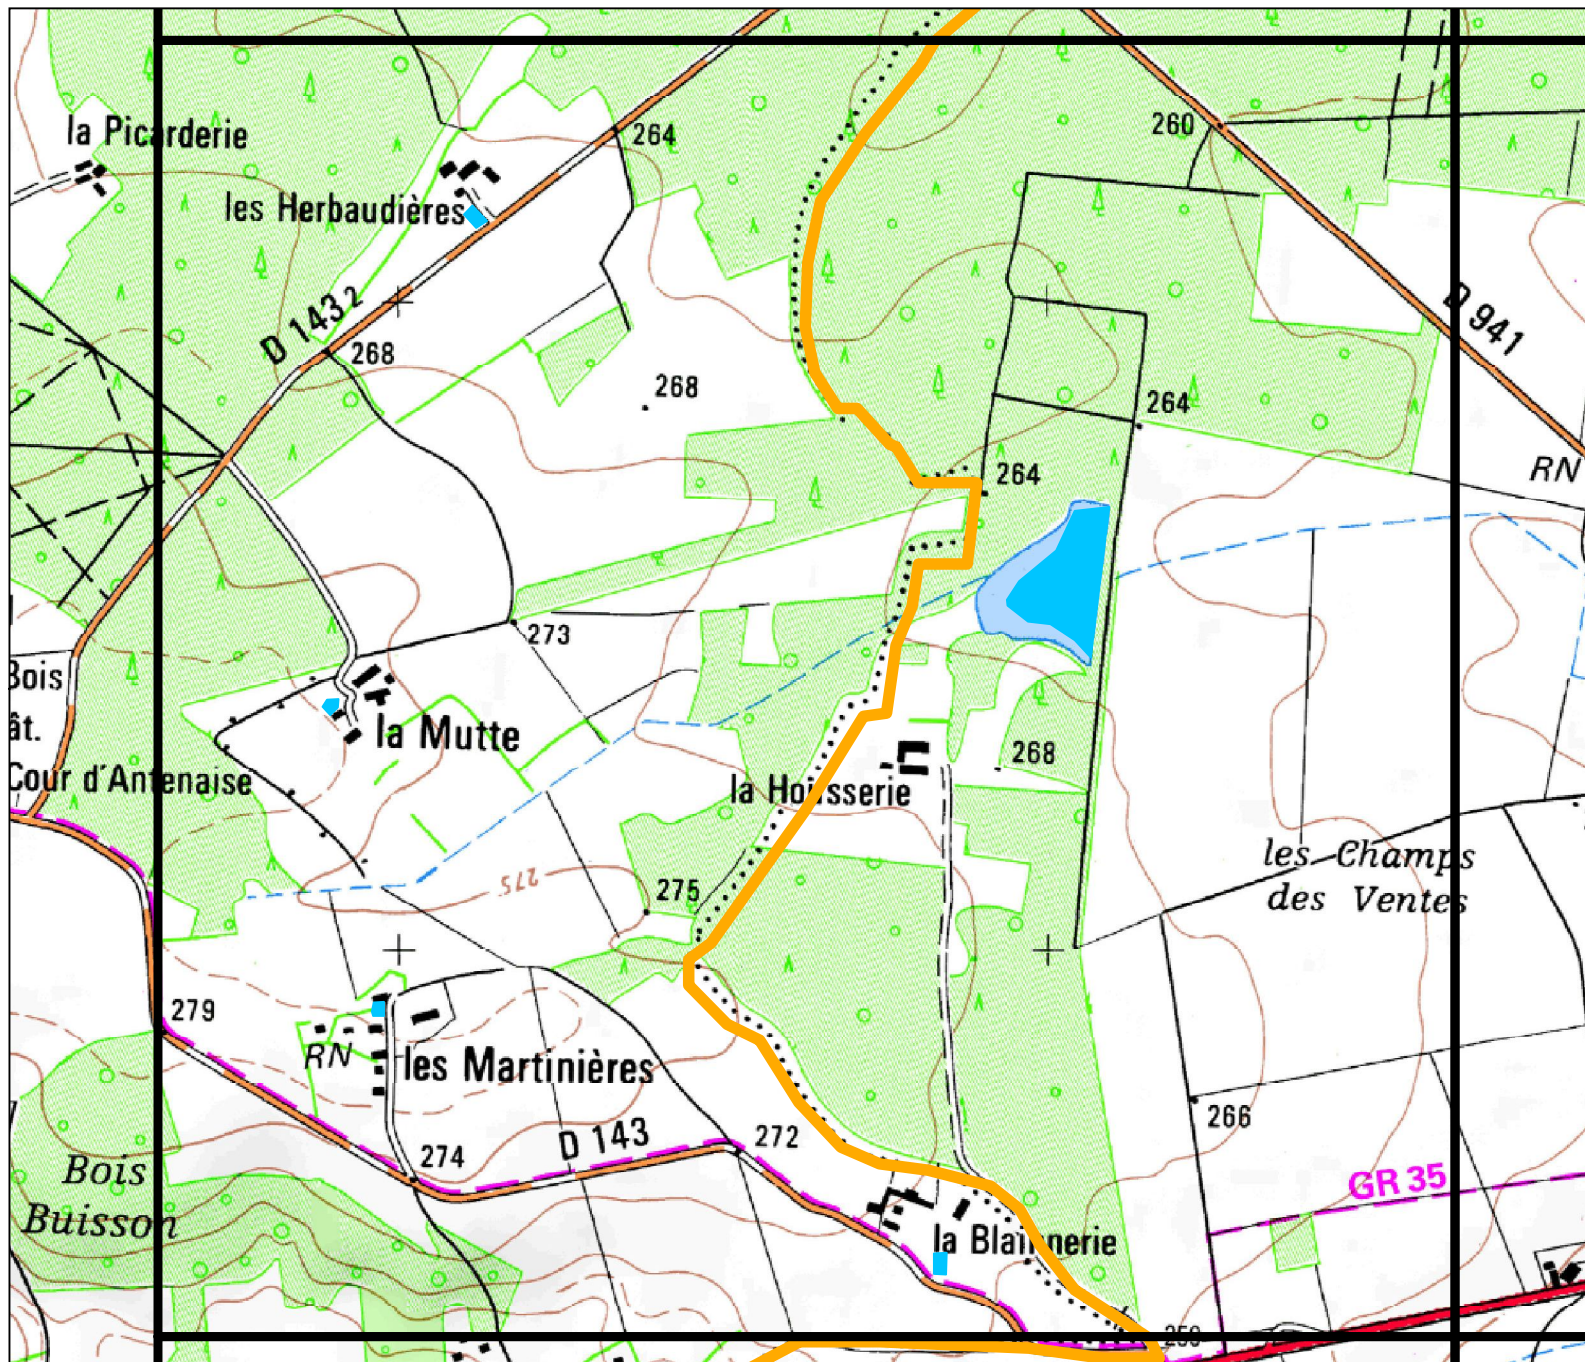 la Picarderie
264
260
les Herbaudières
D 143 2
D 941
268
268
264
RN
264
273
Bois
ât.
la Mutte
268
Cour d'Antenaise
la Housserie
275
275
les Champs
des Ventes
279
RN
les Martinières
266
272
D 143
274
Bois
Buisson
GR 35
la Blainnerie